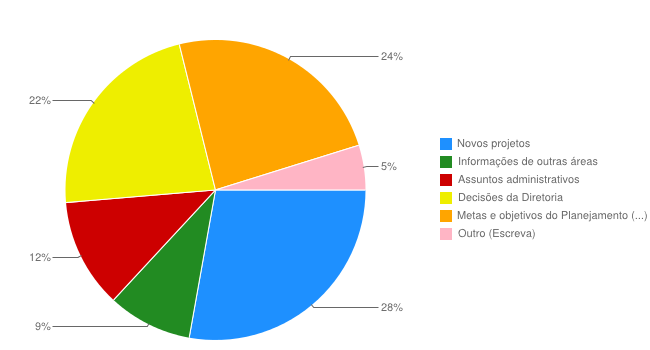 24%
22%
5%
12%
28%
9%
Novos projetos
Informações de outras áreas
Assuntos administrativos
Decisões da Diretoria
Metas e objetivos do Planejamento (...)
Outro (Escreva)